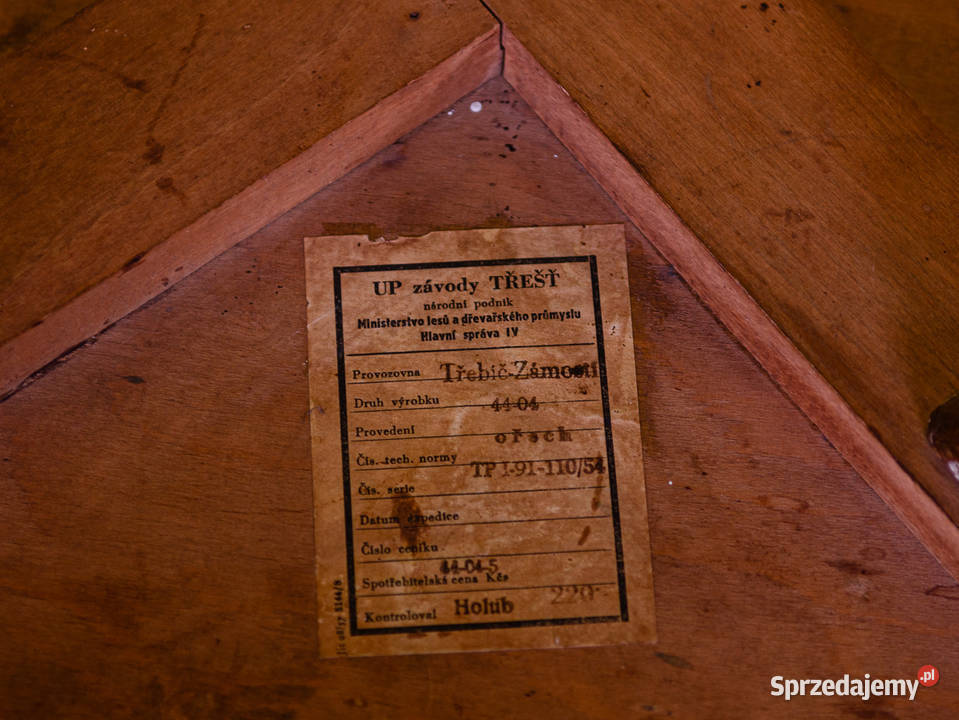 UP závody TŘEŠŤ
národní podnik
Ministerstvo lesů a dřevařského průmyslu
Hlavní správa IV
Provozovna Třebíč-Zámostí
Druh výrobku 44-04
Provedení ořech
Čís. tech. normy TP 1-91-110/54
Čís. serie
Datum expedice
Číslo ceníku 44-04-5
Spotřebitelská cena Kčs 220
Kontroloval Holub
Sprzedajemy.pl